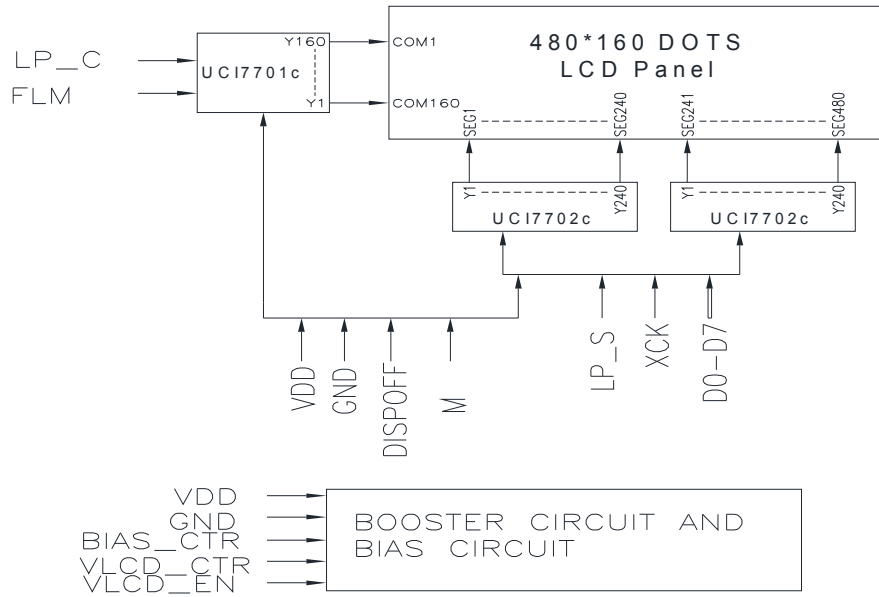 LP_C
FLM
UCI7701c
Y160
Y1
COM1
COM160
480*160 DOTS
LCD Panel
SEG1
SEG240
SEG241
SEG480
Y1
Y240
UCI7702c
Y1
Y240
UCI7702c
VDD
GND
DISPOFF
M
LP_S
XCK
D0-D7
VDD
GND
BIAS_CTR
VLCD_CTR
VLCD_EN
BOOSTER CIRCUIT AND
BIAS CIRCUIT